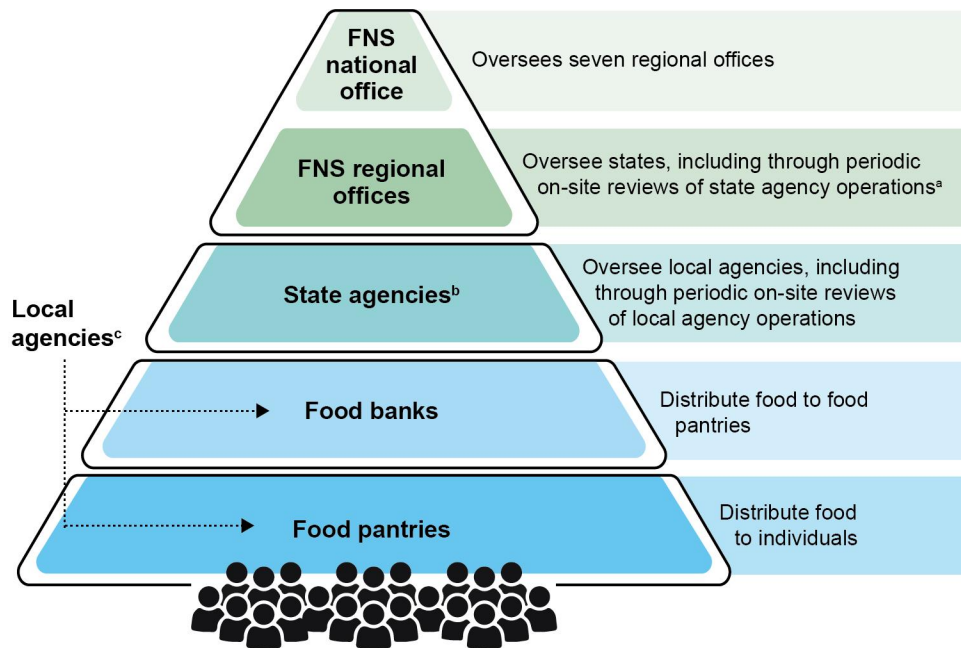 FNS
national
office
Oversees seven regional offices
FNS regional
offices
Oversee states, including through periodic
on-site reviews of state agency operationsᵃ
State agenciesᵇ
Oversee local agencies, including
through periodic on-site reviews
of local agency operations
Local
agenciesᶜ
Food banks
Distribute food to food
pantries
Food pantries
Distribute food
to individuals